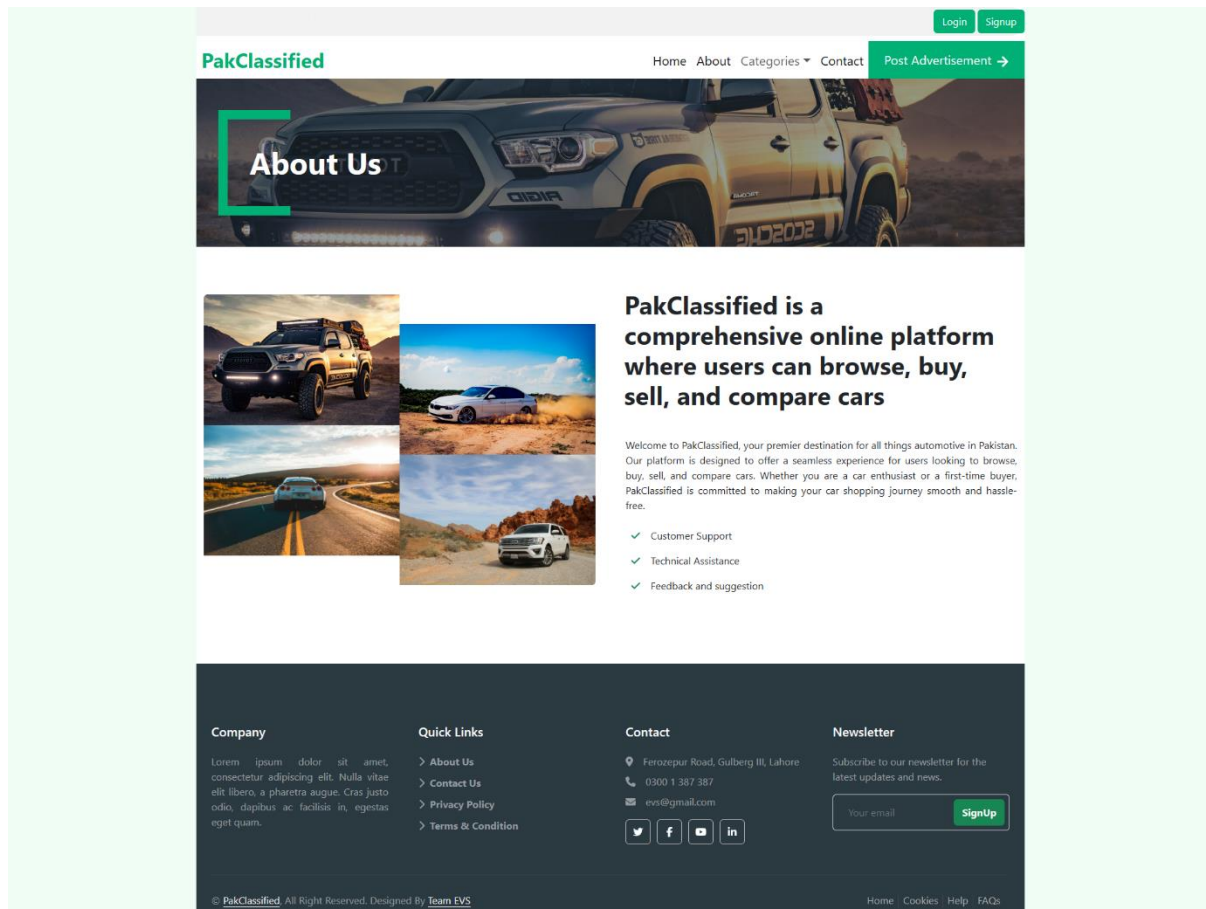 Login Signup
PakClassified
Home About Categories Contact Post Advertisement
About Us
PakClassified is a
comprehensive online platform
where users can browse, buy,
sell, and compare cars
Welcome to PakClassified, your premier destination for all things automotive in Pakistan.
Our platform is designed to offer a seamless experience for users looking to browse,
buy, sell, and compare cars. Whether you are a car enthusiast or a first-time buyer,
PakClassified is committed to making your car shopping journey smooth and hassle-
free.
Customer Support
Technical Assistance
Feedback and suggestion
Company
Lorem ipsum dolor sit amet,
consectetur adipiscing elit. Nulla vitae
elit libero, a pharetra augue. Cras justo
odio, dapibus ac facilisis in, egestas
eget quam.
Quick Links
About Us
Contact Us
Privacy Policy
Terms & Condition
Contact
Ferozepur Road, Gulberg III, Lahore
0300 1 387 387
evs@gmail.com
Newsletter
Subscribe to our newsletter for the
latest updates and news.
Your email SignUp
© PakClassified, All Right Reserved. Designed By Team EVS
Home Cookies Help FAQs